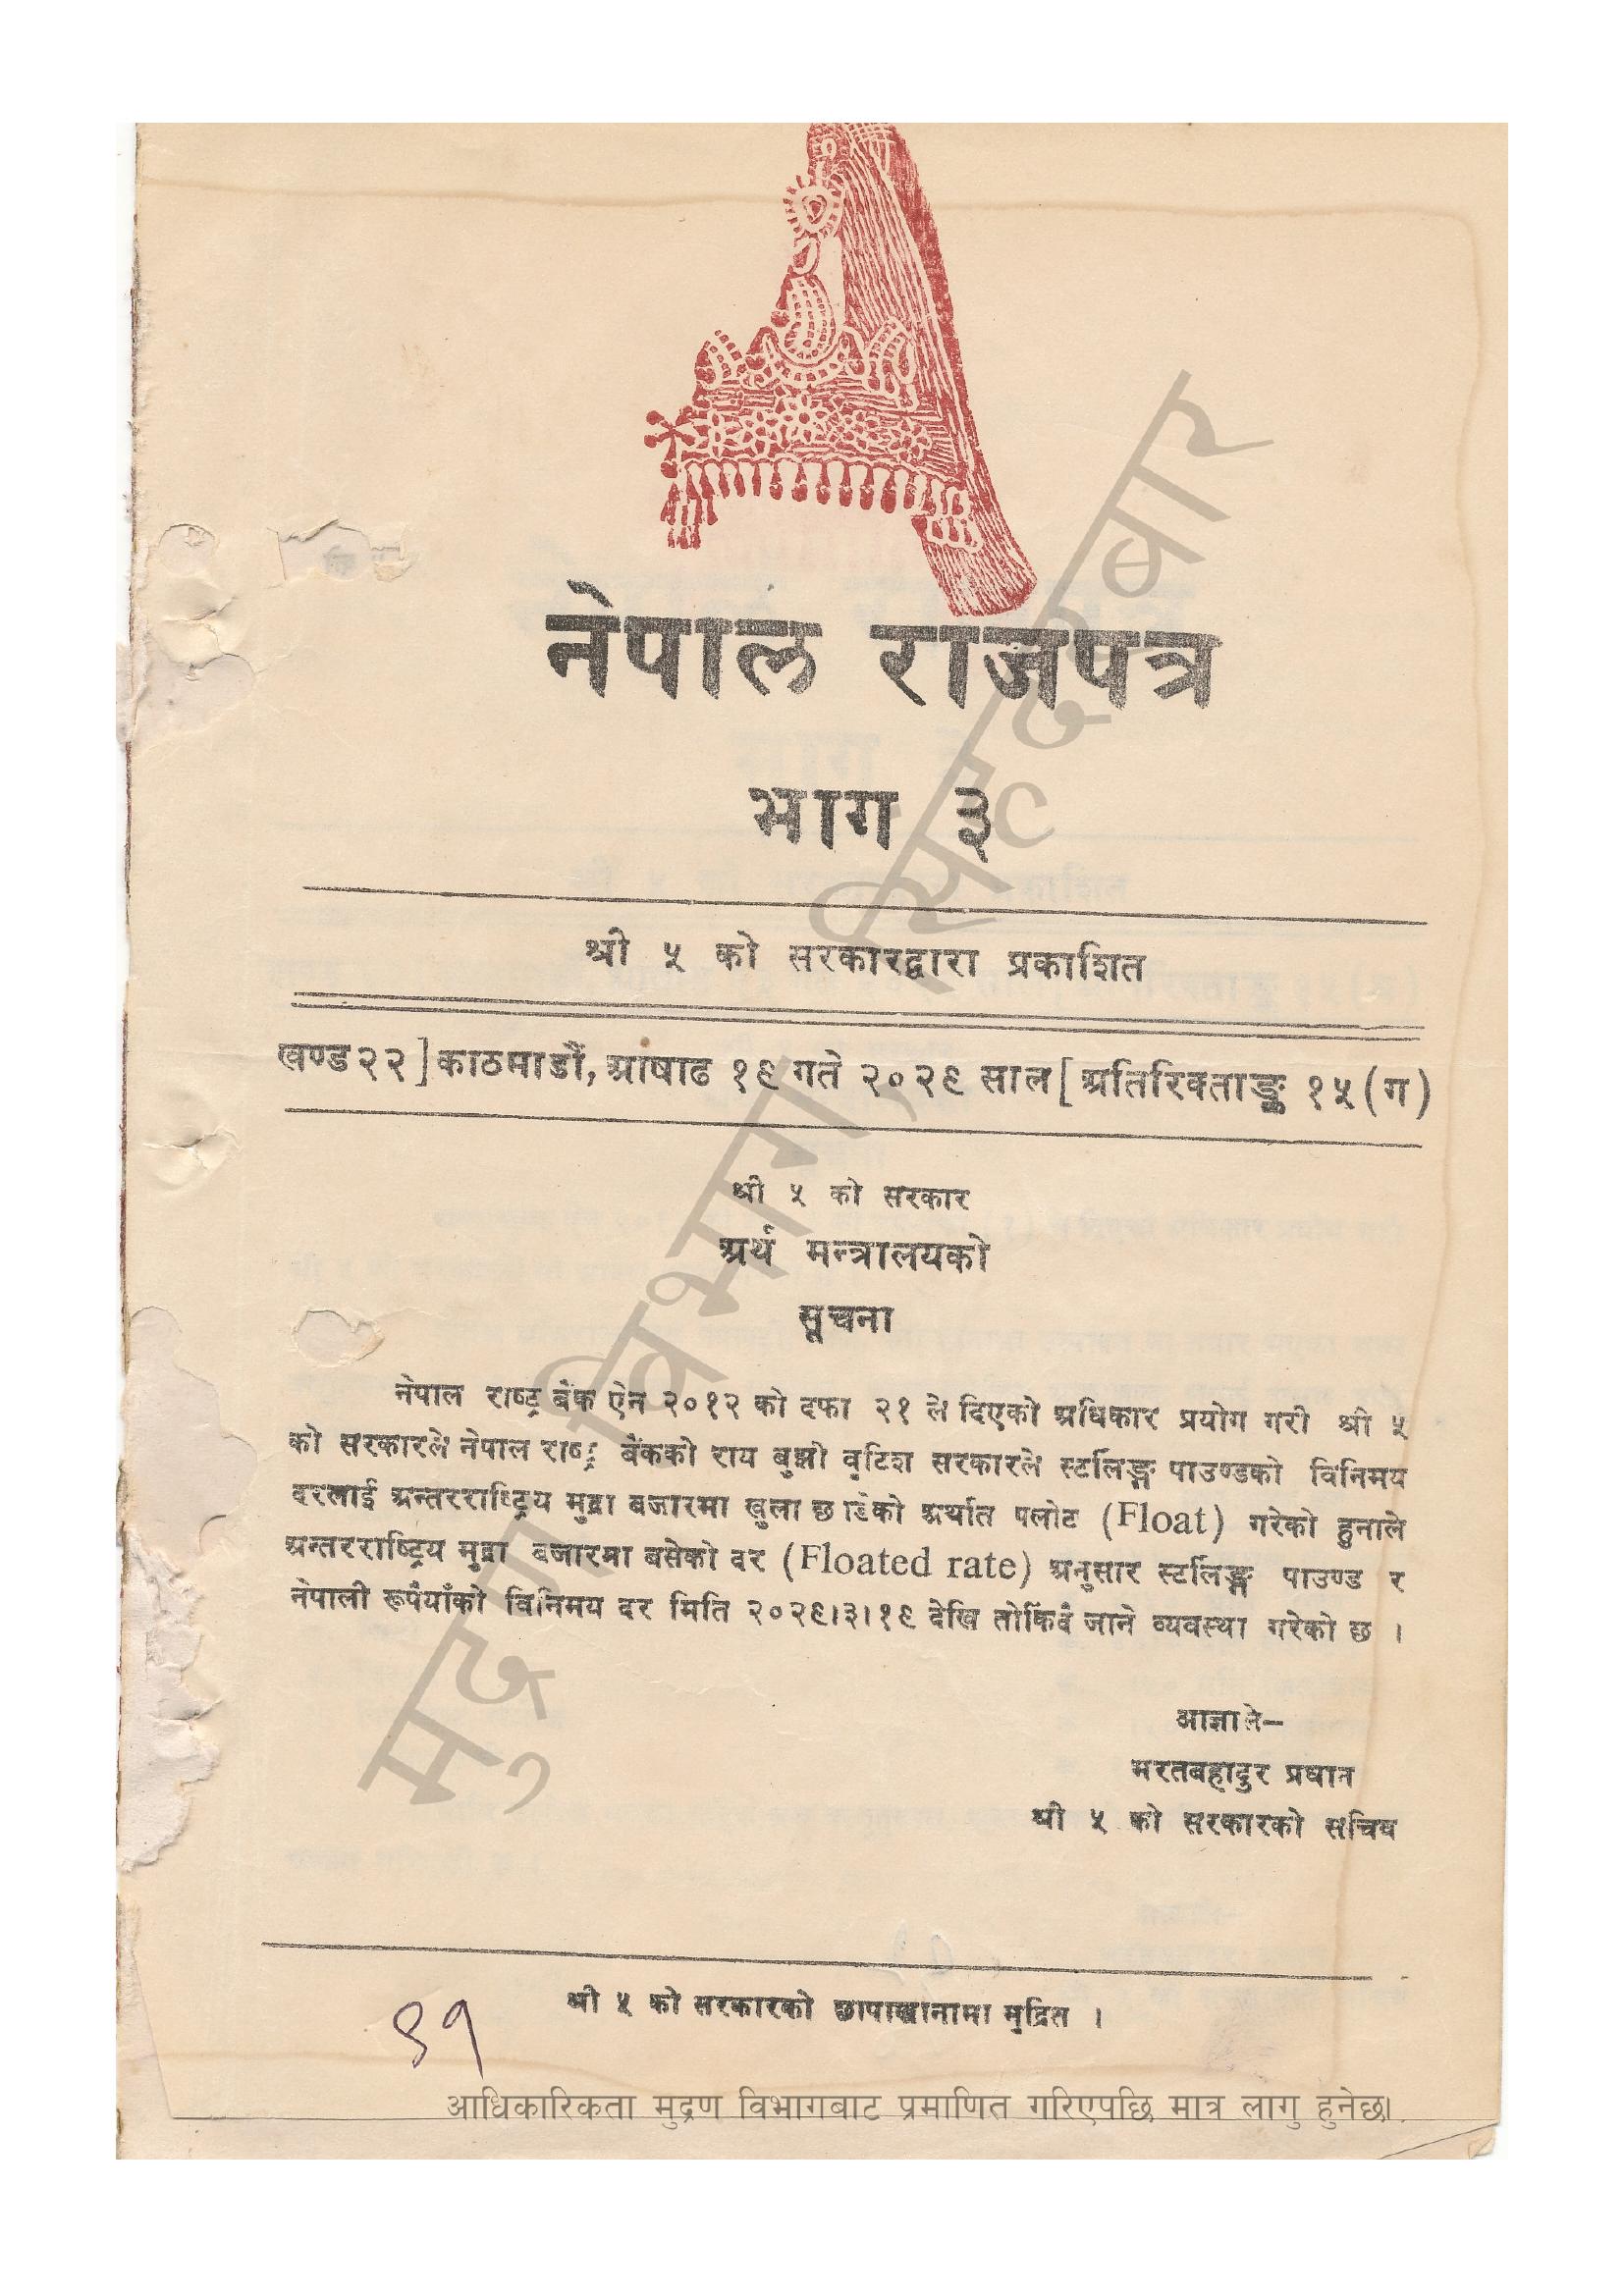 नेपाल राजपत्र
भाग ३
श्री ५ को सरकारद्वारा प्रकाशित
खण्ड २२] काठमाडौं, आषाढ १९ गते २०२९ साल [अतिरिक्ताङ्क १५(ग)
श्री ५ को सरकार
अर्थ मन्त्रालयको
सूचना
नेपाल राष्ट्र बैंक ऐन २०१२ को दफा २१ ले दिएको अधिकार प्रयोग गरी श्री ५
को सरकारले नेपाल राष्ट्र बैंकको राय बुझी वृटिश सरकारले स्टर्लिङ्ग पाउण्डको विनिमय
दरलाई अन्तरराष्ट्रिय मुद्रा बजारमा खुला छाडेको अर्थात फ्लोट (Float) गरेको हुनाले
अन्तरराष्ट्रिय मुद्रा बजारमा बसेको दर (Floated rate) अनुसार स्टर्लिङ्ग पाउण्ड र
नेपाली रूपैयाँको विनिमय दर मिति २०२९।३।१९ देखि तोकिदै जाने व्यवस्था गरेको छ ।
आज्ञाले—
भरतबहादुर प्रधान
श्री ५ को सरकारको सचिव
श्री ५ को सरकारको छापाखानामा मुद्रित ।
९१
मुद्रण विभाग, सिंहदरबार
आधिकारिकता मुद्रण विभागबाट प्रमाणित गरिएपछि मात्र लागु हुनेछ।